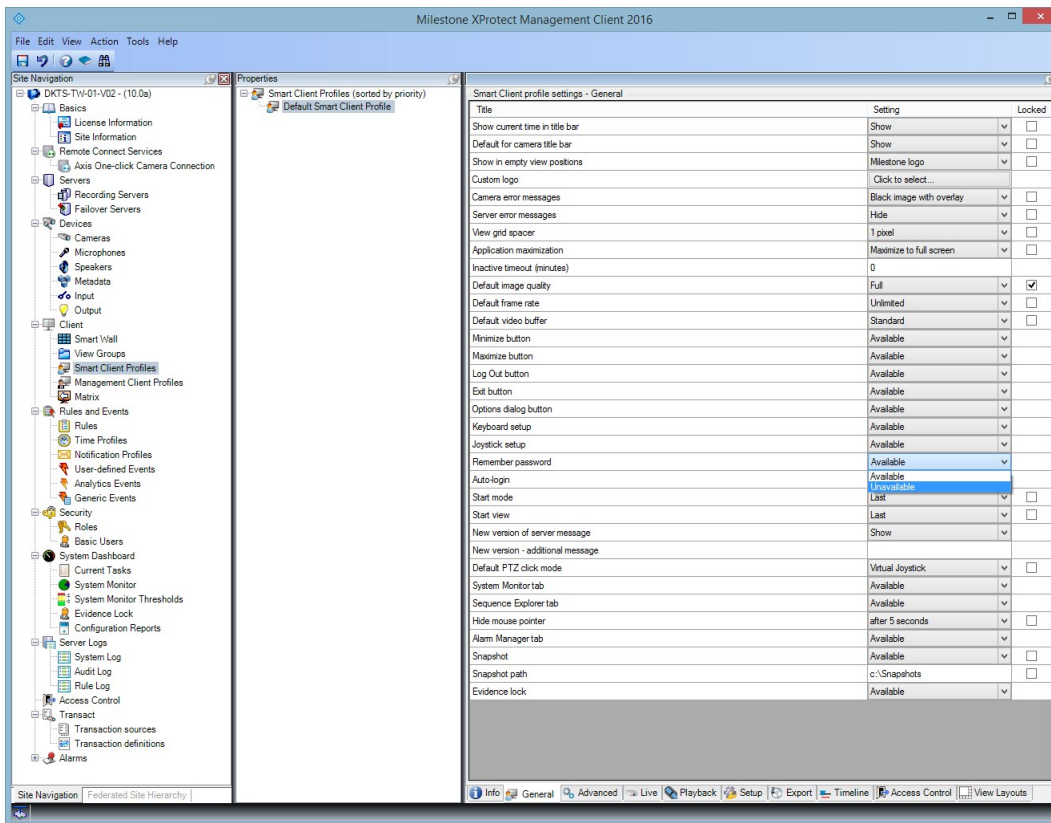 Milestone XProtect Management Client 2016
File Edit View Action Tools Help
Site Navigation
DKTS-TW-01-V02 - (10.0a)
Basics
License Information
Site Information
Remote Connect Services
Axis One-click Camera Connection
Servers
Recording Servers
Failover Servers
Devices
Cameras
Microphones
Speakers
Metadata
Input
Output
Client
Smart Wall
View Groups
Smart Client Profiles
Management Client Profiles
Matrix
Rules and Events
Rules
Time Profiles
Notification Profiles
User-defined Events
Analytics Events
Generic Events
Security
Roles
Basic Users
System Dashboard
Current Tasks
System Monitor
System Monitor Thresholds
Evidence Lock
Configuration Reports
Server Logs
System Log
Audit Log
Rule Log
Access Control
Transact
Transaction sources
Transaction definitions
Alarms
Site Navigation Federated Site Hierarchy
Properties
Smart Client Profiles (sorted by priority)
Default Smart Client Profile
Smart Client profile settings - General
Title Setting Locked
Show current time in title bar Show
Default for camera title bar Show
Show in empty view positions Milestone logo
Custom logo Click to select...
Camera error messages Black image with overlay
Server error messages Hide
View grid spacer 1 pixel
Application maximization Maximize to full screen
Inactive timeout (minutes) 0
Default image quality Full
Default frame rate Unlimited
Default video buffer Standard
Minimize button Available
Maximize button Available
Log Out button Available
Exit button Available
Options dialog button Available
Keyboard setup Available
Joystick setup Available
Remember password Available
Auto-login Available
Unavailable
Start mode Last
Start view Last
New version of server message Show
New version - additional message
Default PTZ click mode Virtual Joystick
System Monitor tab Available
Sequence Explorer tab Available
Hide mouse pointer after 5 seconds
Alarm Manager tab Available
Snapshot Available
Snapshot path c:\Snapshots
Evidence lock Available
Info General Advanced Live Playback Setup Export Timeline Access Control View Layouts